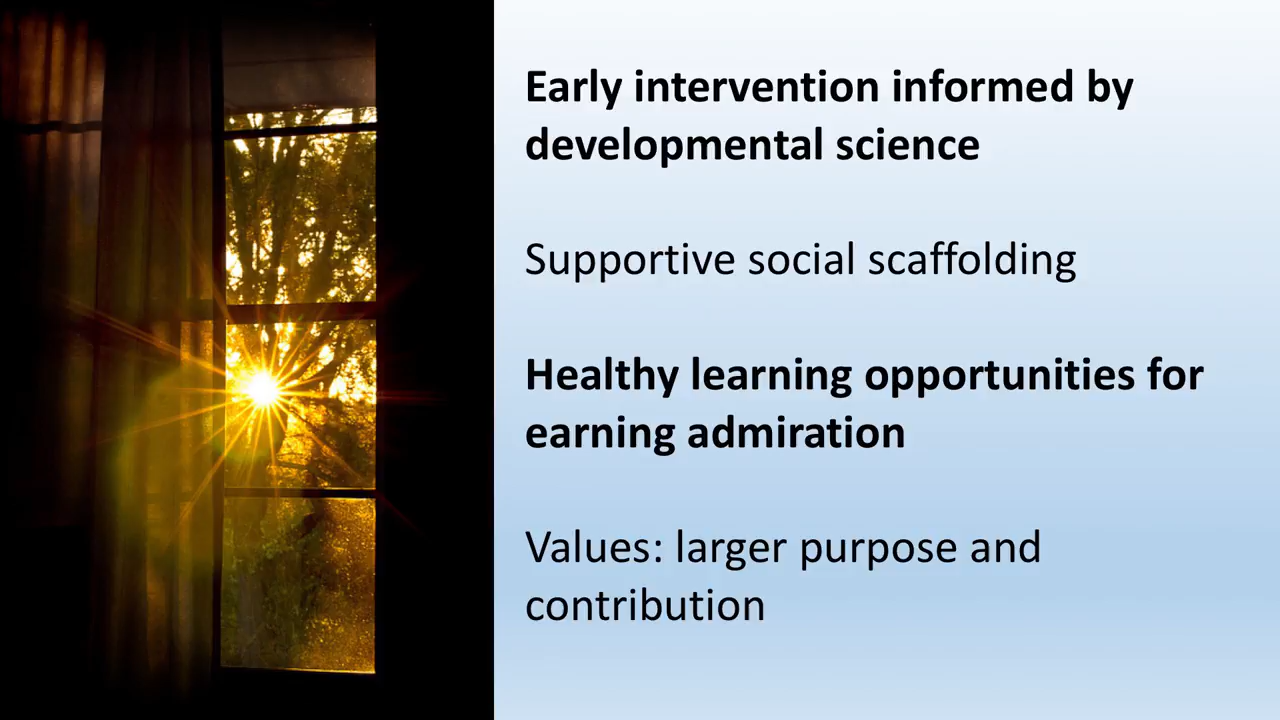 Early intervention informed by
developmental science
Supportive social scaffolding
Healthy learning opportunities for
earning admiration
Values: larger purpose and
contribution